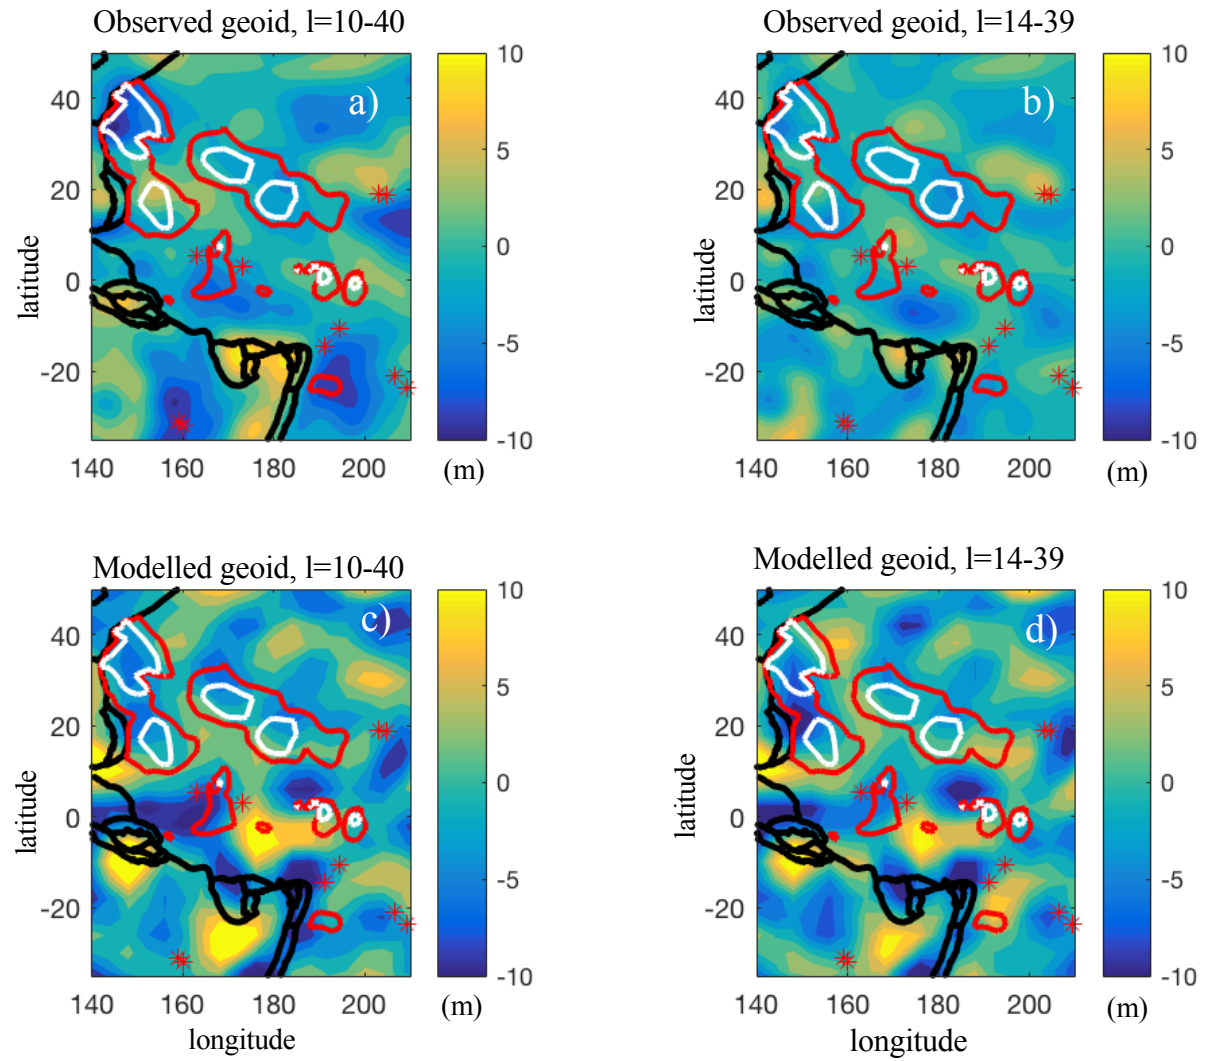 Observed geoid, l=10-40
Observed geoid, l=14-39
a)
b)
latitude
40
20
0
-20
140 160 180 200
10
5
0
-5
-10
(m)
latitude
40
20
0
-20
140 160 180 200
10
5
0
-5
-10
(m)
Modelled geoid, l=10-40
Modelled geoid, l=14-39
c)
d)
latitude
40
20
0
-20
140 160 180 200
longitude
10
5
0
-5
-10
(m)
latitude
40
20
0
-20
140 160 180 200
longitude
10
5
0
-5
-10
(m)